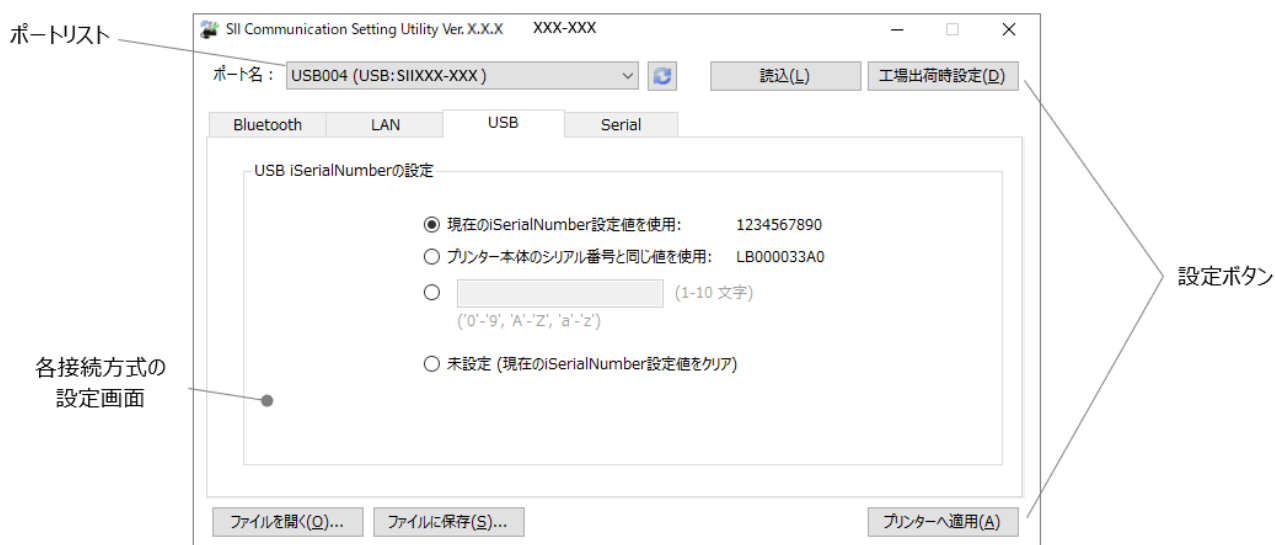 SII Communication Setting Utility Ver. X.X.X XXX-XXX
ポートリスト
ポート名： USB004 (USB:SIIXXX-XXX ) 読込(L) 工場出荷時設定(D)
Bluetooth LAN USB Serial
USB iSerialNumberの設定
現在のiSerialNumber設定値を使用: 1234567890
プリンター本体のシリアル番号と同じ値を使用: LB000033A0
(1-10 文字)
('0'-'9', 'A'-'Z', 'a'-'z')
未設定 (現在のiSerialNumber設定値をクリア)
設定ボタン
各接続方式の
設定画面
ファイルを開く(O)... ファイルに保存(S)... プリンターへ適用(A)